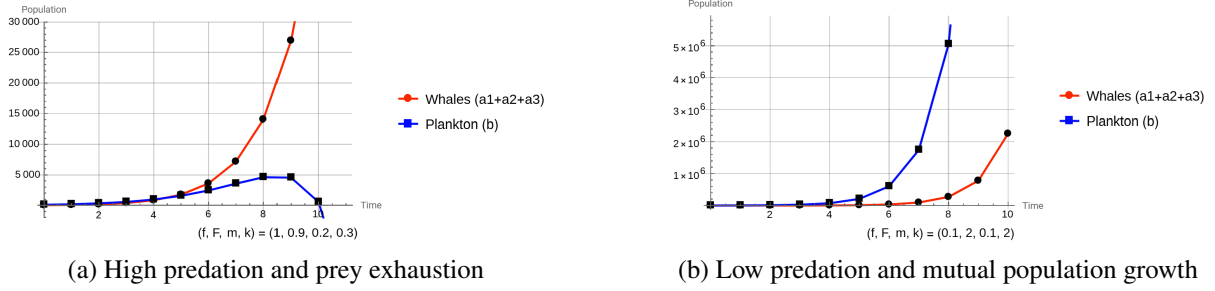 Population
30 000
25 000
20 000
15 000
10 000
5 000
2
4
6
8
10
Time
Whales (a1+a2+a3)
Plankton (b)
(f, F, m, k) = (1, 0.9, 0.2, 0.3)
(a) High predation and prey exhaustion
Population
5×10⁶
4×10⁶
3×10⁶
2×10⁶
1×10⁶
2
4
6
8
10
Time
Whales (a1+a2+a3)
Plankton (b)
(f, F, m, k) = (0.1, 2, 0.1, 2)
(b) Low predation and mutual population growth